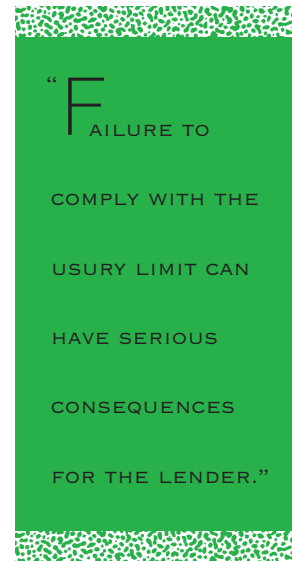 “FAILURE TO
COMPLY WITH THE
USURY LIMIT CAN
HAVE SERIOUS
CONSEQUENCES
FOR THE LENDER.”